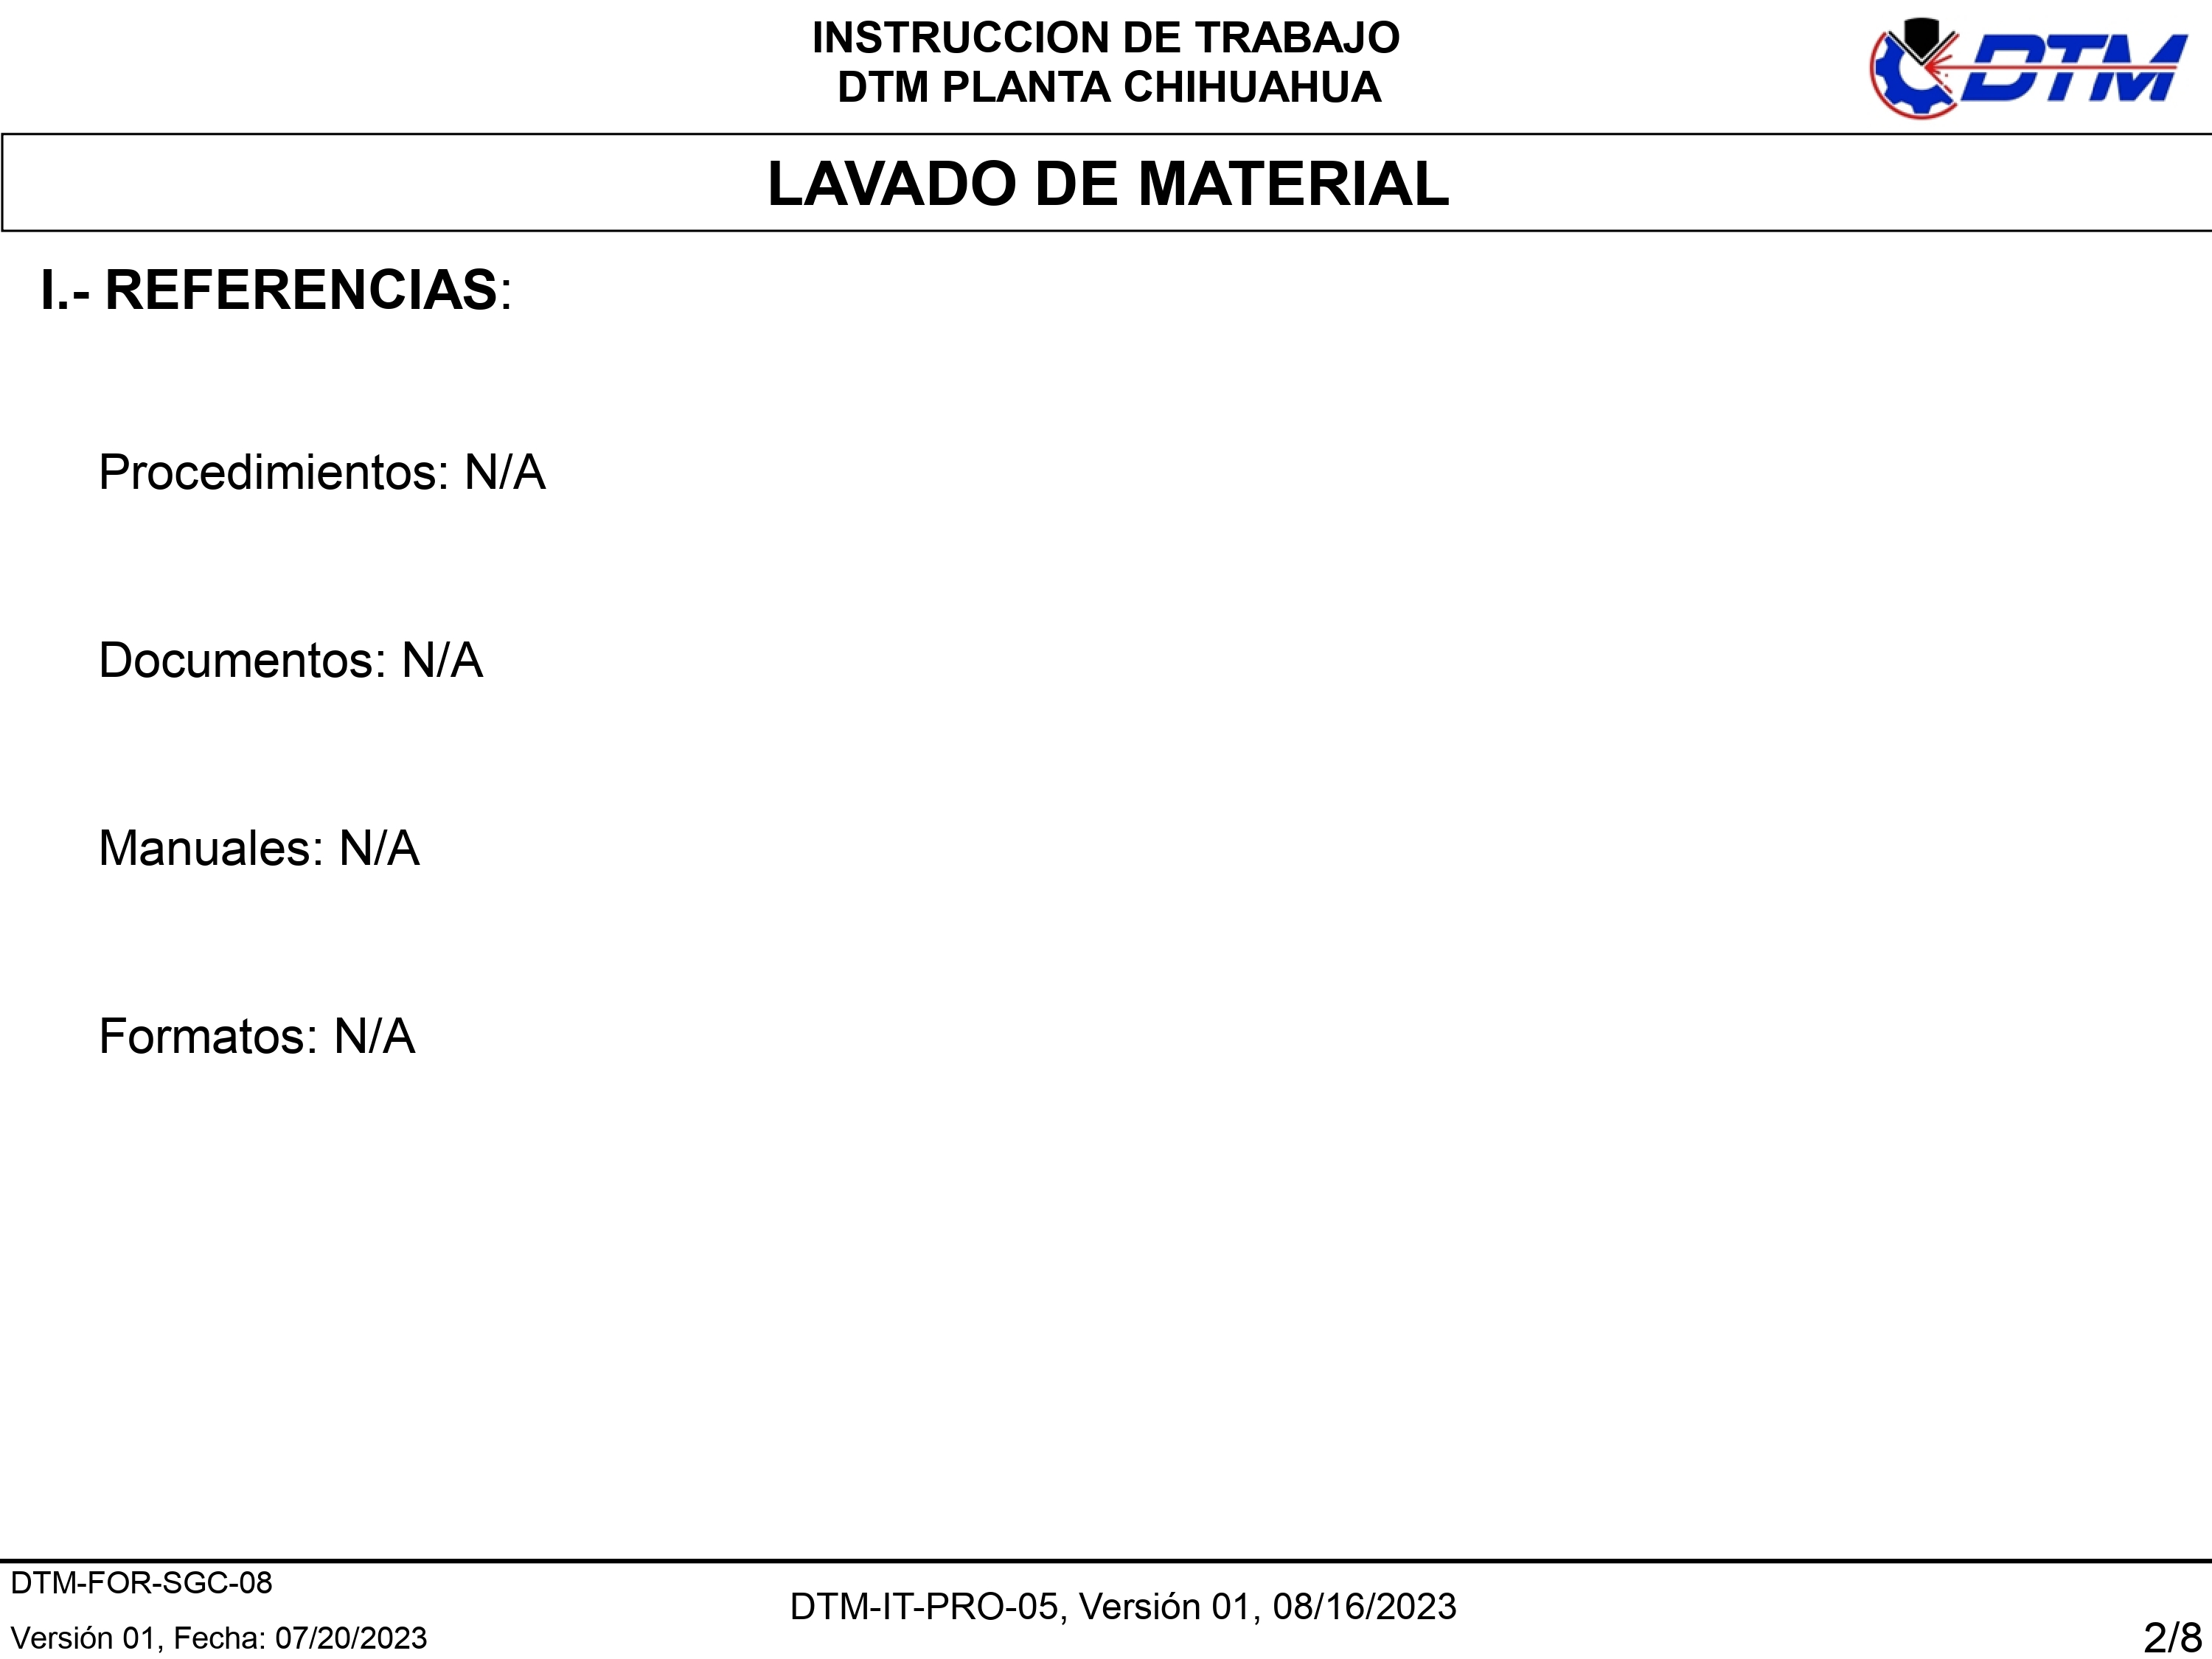 INSTRUCCION DE TRABAJO
DTM PLANTA CHIHUAHUA
DTM
LAVADO DE MATERIAL
I.- REFERENCIAS:
Procedimientos: N/A
Documentos: N/A
Manuales: N/A
Formatos: N/A
DTM-FOR-SGC-08
Versión 01, Fecha: 07/20/2023
DTM-IT-PRO-05, Versión 01, 08/16/2023
2/8